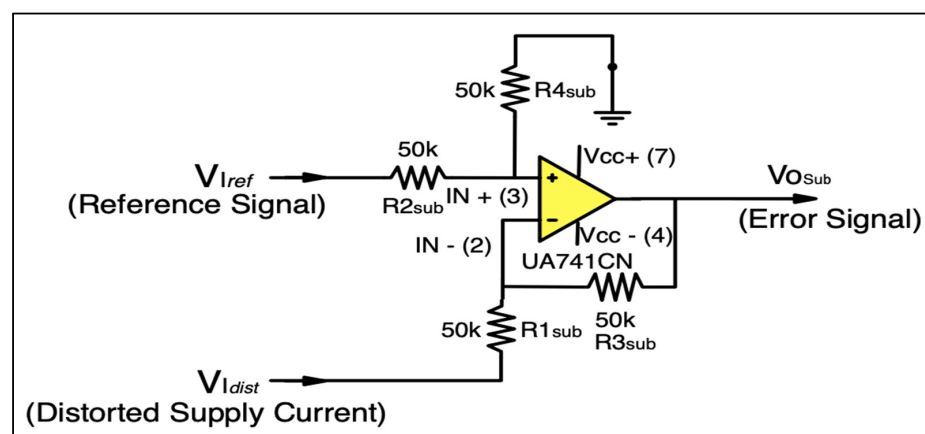 50k
R4sub
50k
VIref
(Reference Signal)
R2sub
IN + (3)
+
Vcc+ (7)
VoSub
(Error Signal)
IN - (2)
−
Vcc - (4)
UA741CN
50k
R1sub
50k
R3sub
VIdist
(Distorted Supply Current)